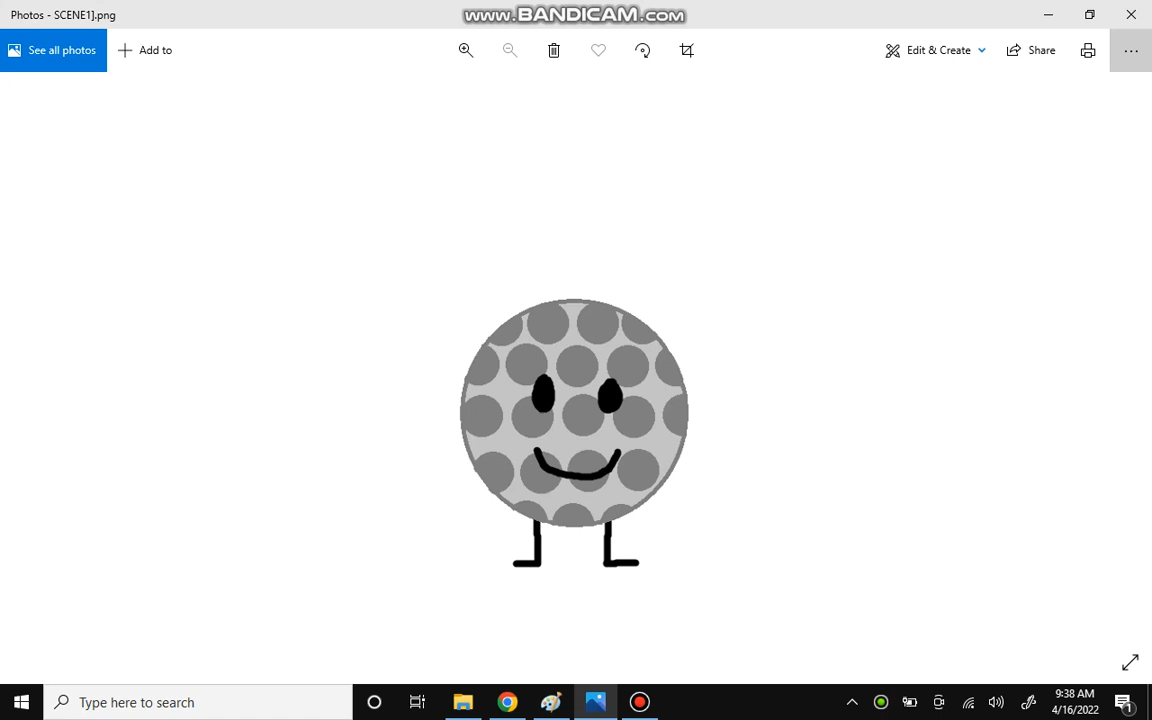 Photos - SCENE1].png
www.BANDICAM.com
See all photos
Add to
Edit & Create
Share
Type here to search
9:38 AM
4/16/2022
1